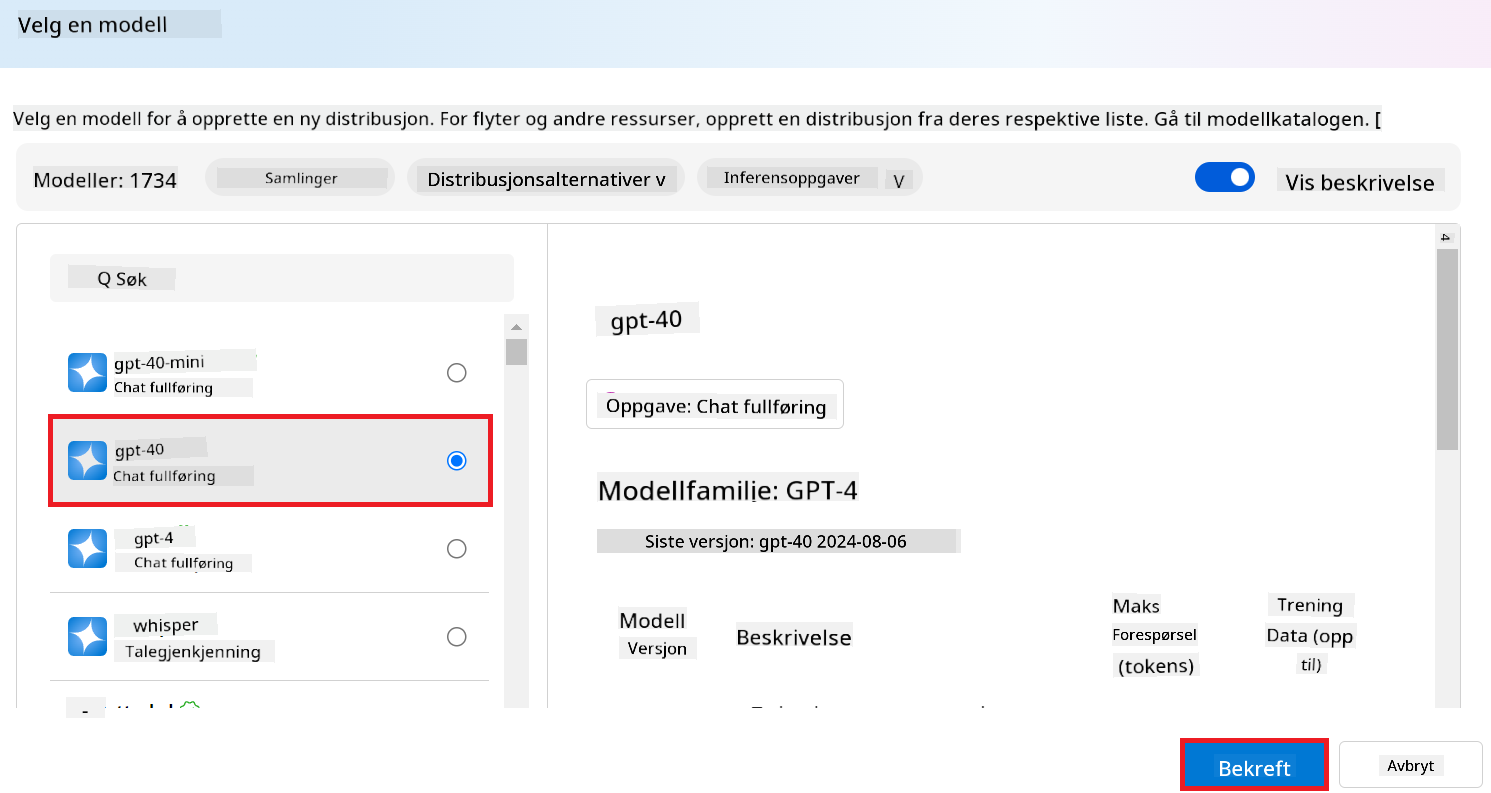 Velg en modell
Velg en modell for å opprette en ny distribusjon. For flyter og andre ressurser, opprett en distribusjon fra deres respektive liste. Gå til modellkatalogen. [
Modeller: 1734
Samlinger
Distribusjonsalternativer v
Inferensoppgaver V
Vis beskrivelse
Q Søk
gpt-40-mini
Chat fullføring
gpt-40
Chat fullføring
gpt-4
Chat fullføring
whisper
Talegjenkjenning
4
gpt-40
Oppgave: Chat fullføring
Modellfamilie: GPT-4
Siste versjon: gpt-40 2024-08-06
Modell
Versjon
Beskrivelse
Maks
Forespørsel
(tokens)
Trening
Data (opp
til)
Bekreft
Avbryt